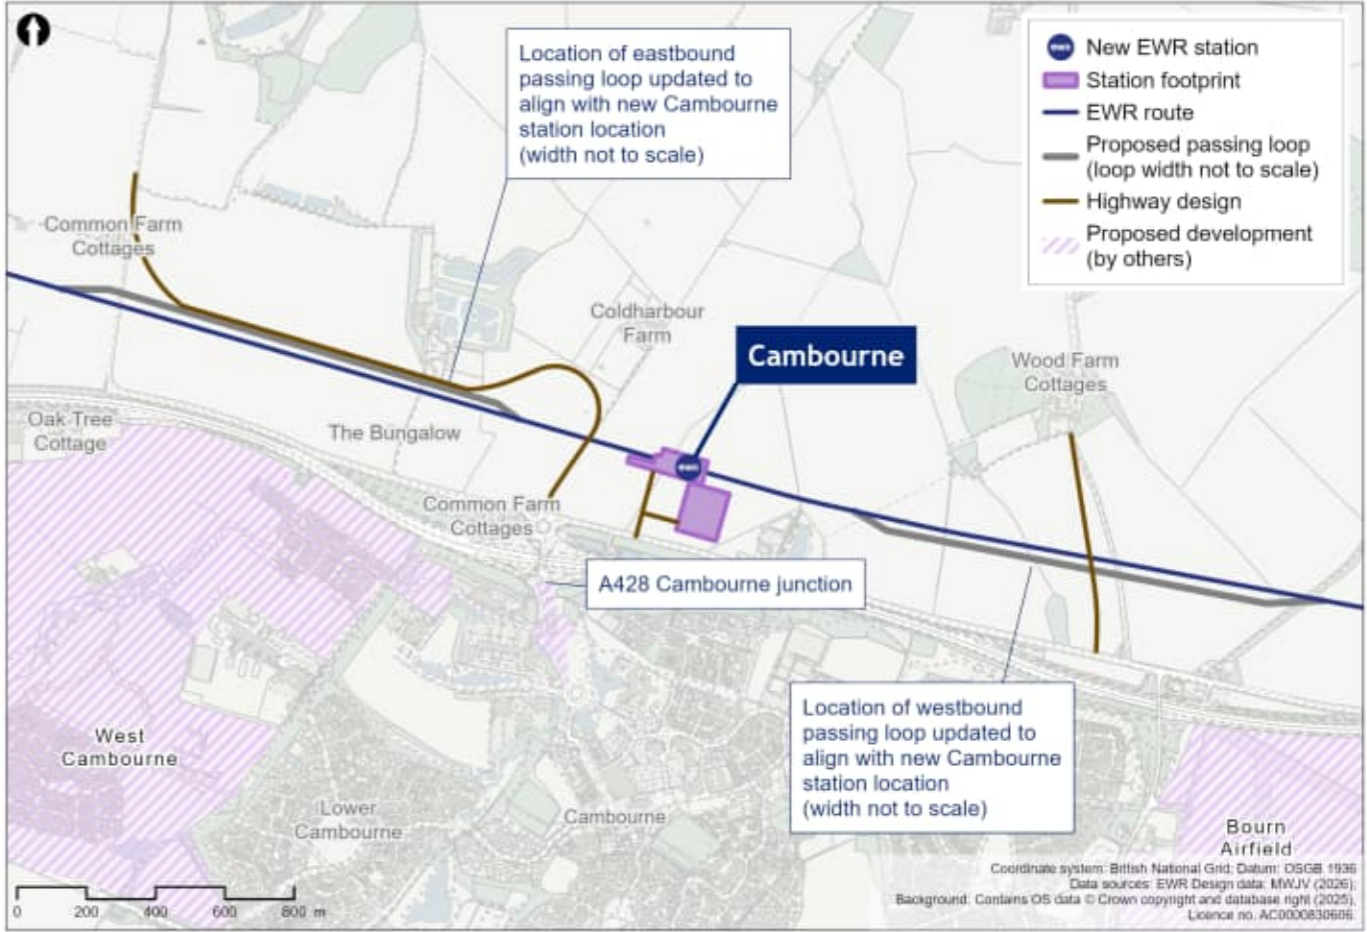 Location of eastbound
passing loop updated to
align with new Cambourne
station location
(width not to scale)
ewr
New EWR station
Station footprint
EWR route
Proposed passing loop
(loop width not to scale)
Highway design
Proposed development
(by others)
Common Farm
Cottages
Coldharbour
Farm
Cambourne
Wood Farm
Cottages
Oak Tree
Cottage
The Bungalow
ewr
Common Farm
Cottages
A428 Cambourne junction
Location of westbound
passing loop updated to
align with new Cambourne
station location
(width not to scale)
West
Cambourne
Lower
Cambourne
Cambourne
Bourn
Airfield
Coordinate system: British National Grid; Datum: OSGB 1936
Data sources: EWR Design data: MWJV (2026);
Background: Contains OS data © Crown copyright and database right (2025),
Licence no. AC0000830606.
0 200 400 600 800 m